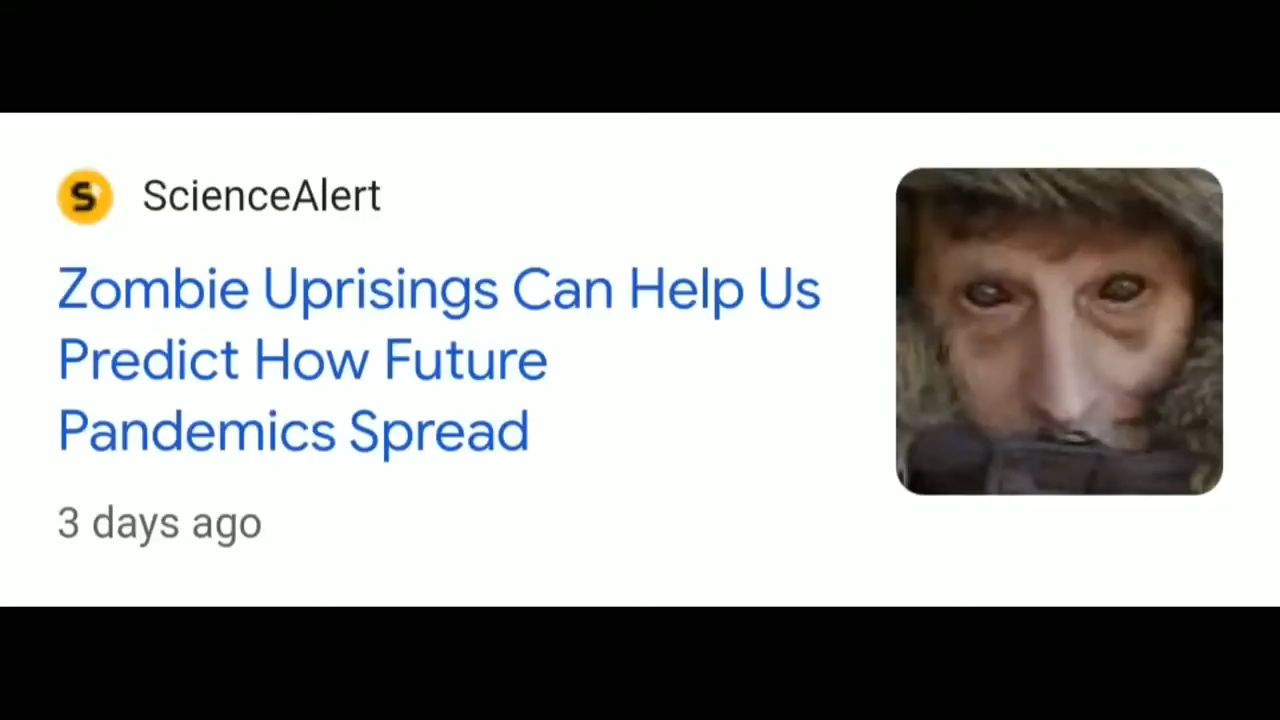 S
ScienceAlert
Zombie Uprisings Can Help Us
Predict How Future
Pandemics Spread
3 days ago